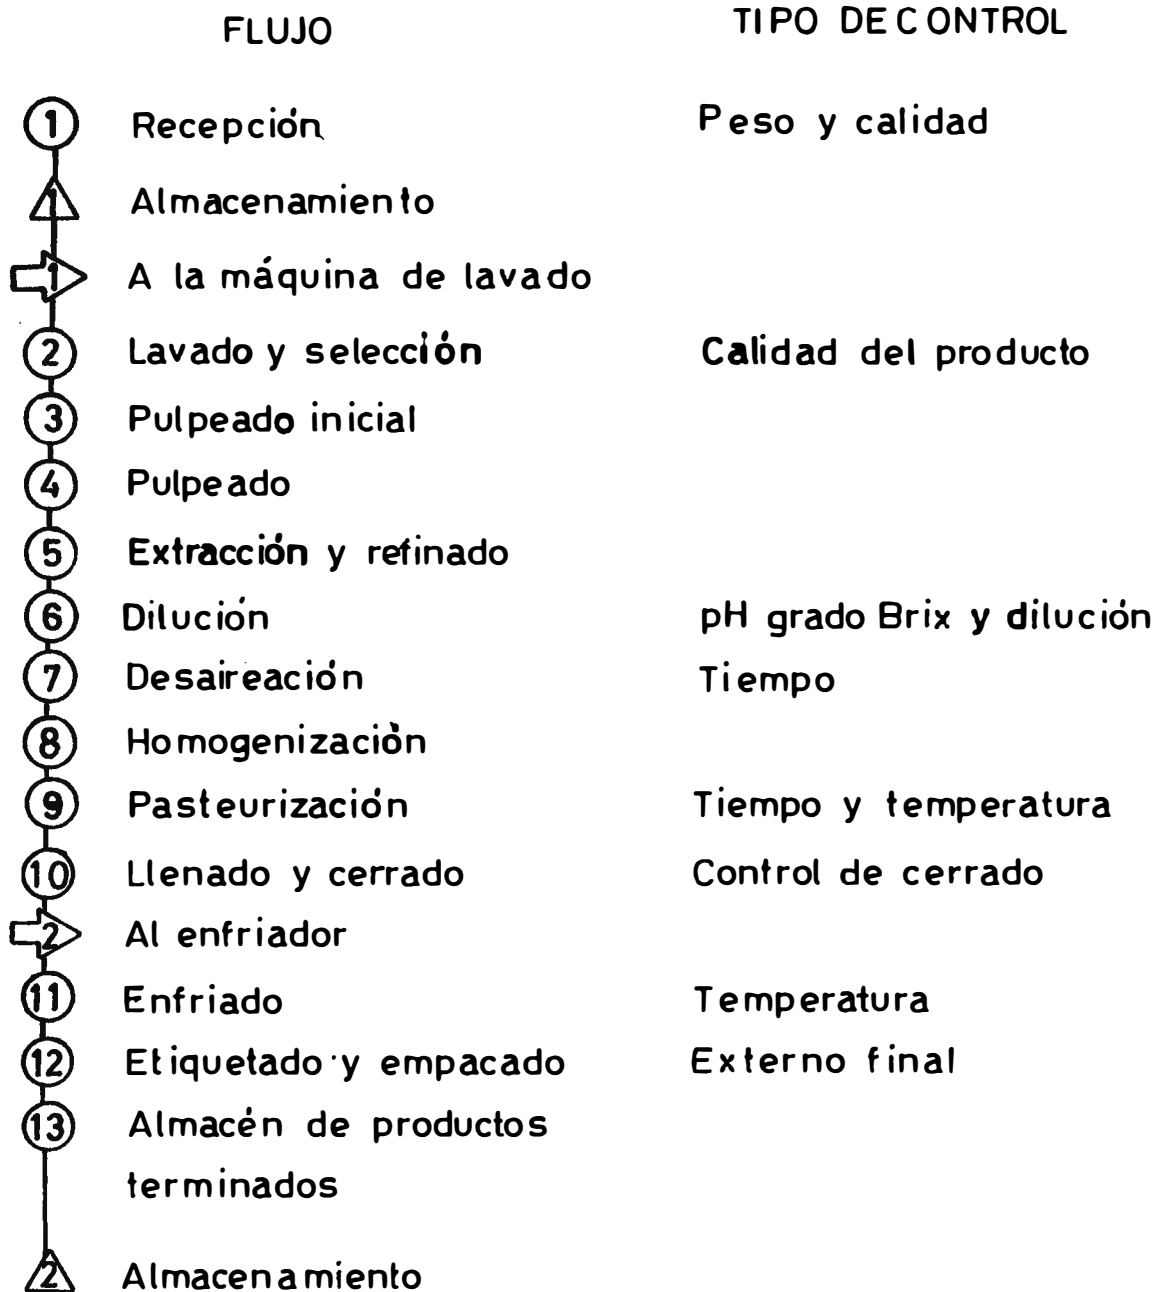 FLUJO TIPO DE CONTROL
1 Recepción Peso y calidad
1 Almacenamiento
1 A la máquina de lavado
2 Lavado y selección Calidad del producto
3 Pulpeado inicial
4 Pulpeado
5 Extracción y refinado
6 Dilución pH grado Brix y dilución
7 Desaireación Tiempo
8 Homogenización
9 Pasteurización Tiempo y temperatura
10 Llenado y cerrado Control de cerrado
2 Al enfriador
11 Enfriado Temperatura
12 Etiquetado y empacado Externo final
13 Almacén de productos
terminados
2 Almacenamiento